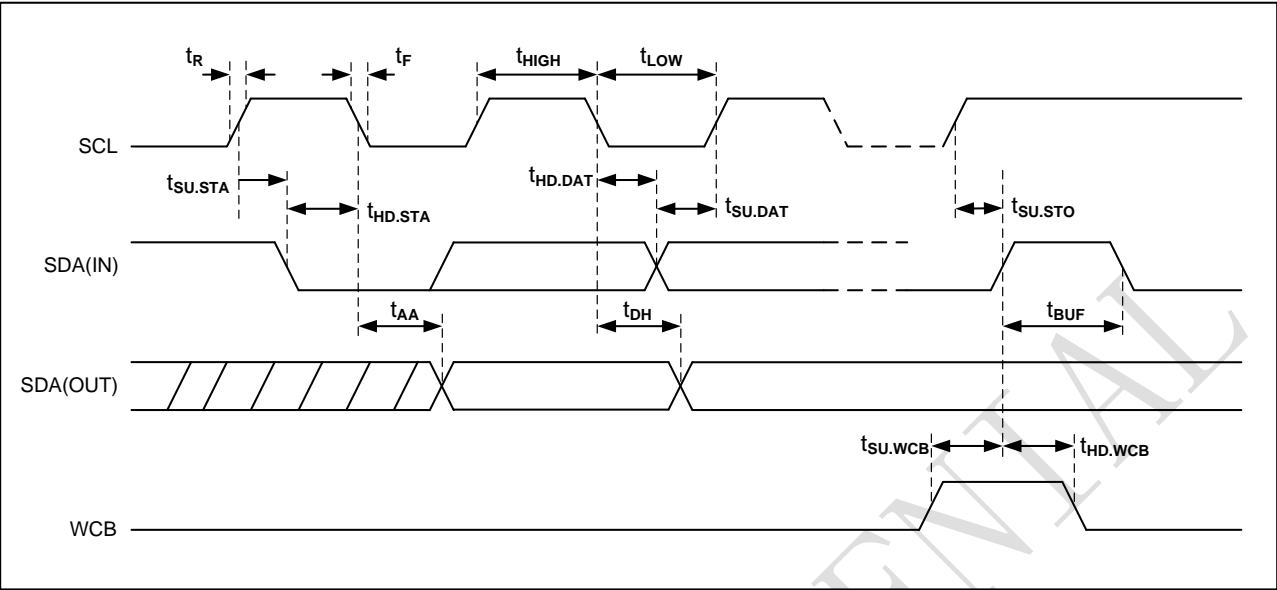 tR tF tHIGH tLOW
SCL
tSU.STA tHD.STA tHD.DAT tSU.DAT tSU.STO
SDA(IN)
tAA tDH tBUF
SDA(OUT)
tSU.WCB tHD.WCB
WCB
ENIAL